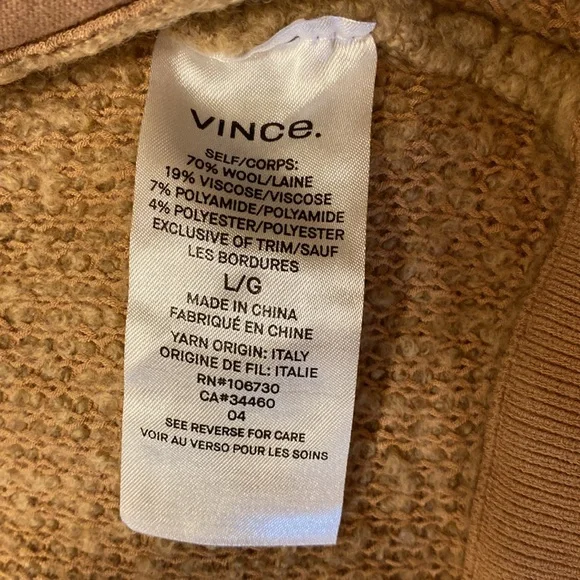 VINCE.
SELF/CORPS:
70% WOOL/LAINE
19% VISCOSE/VISCOSE
7% POLYAMIDE/POLYAMIDE
4% POLYESTER/POLYESTER
EXCLUSIVE OF TRIM/SAUF
LES BORDURES
L/G
MADE IN CHINA
FABRIQUÉ EN CHINE
YARN ORIGIN: ITALY
ORIGINE DE FIL: ITALIE
RN#106730
CA#34460
04
SEE REVERSE FOR CARE
VOIR AU VERSO POUR LES SOINS